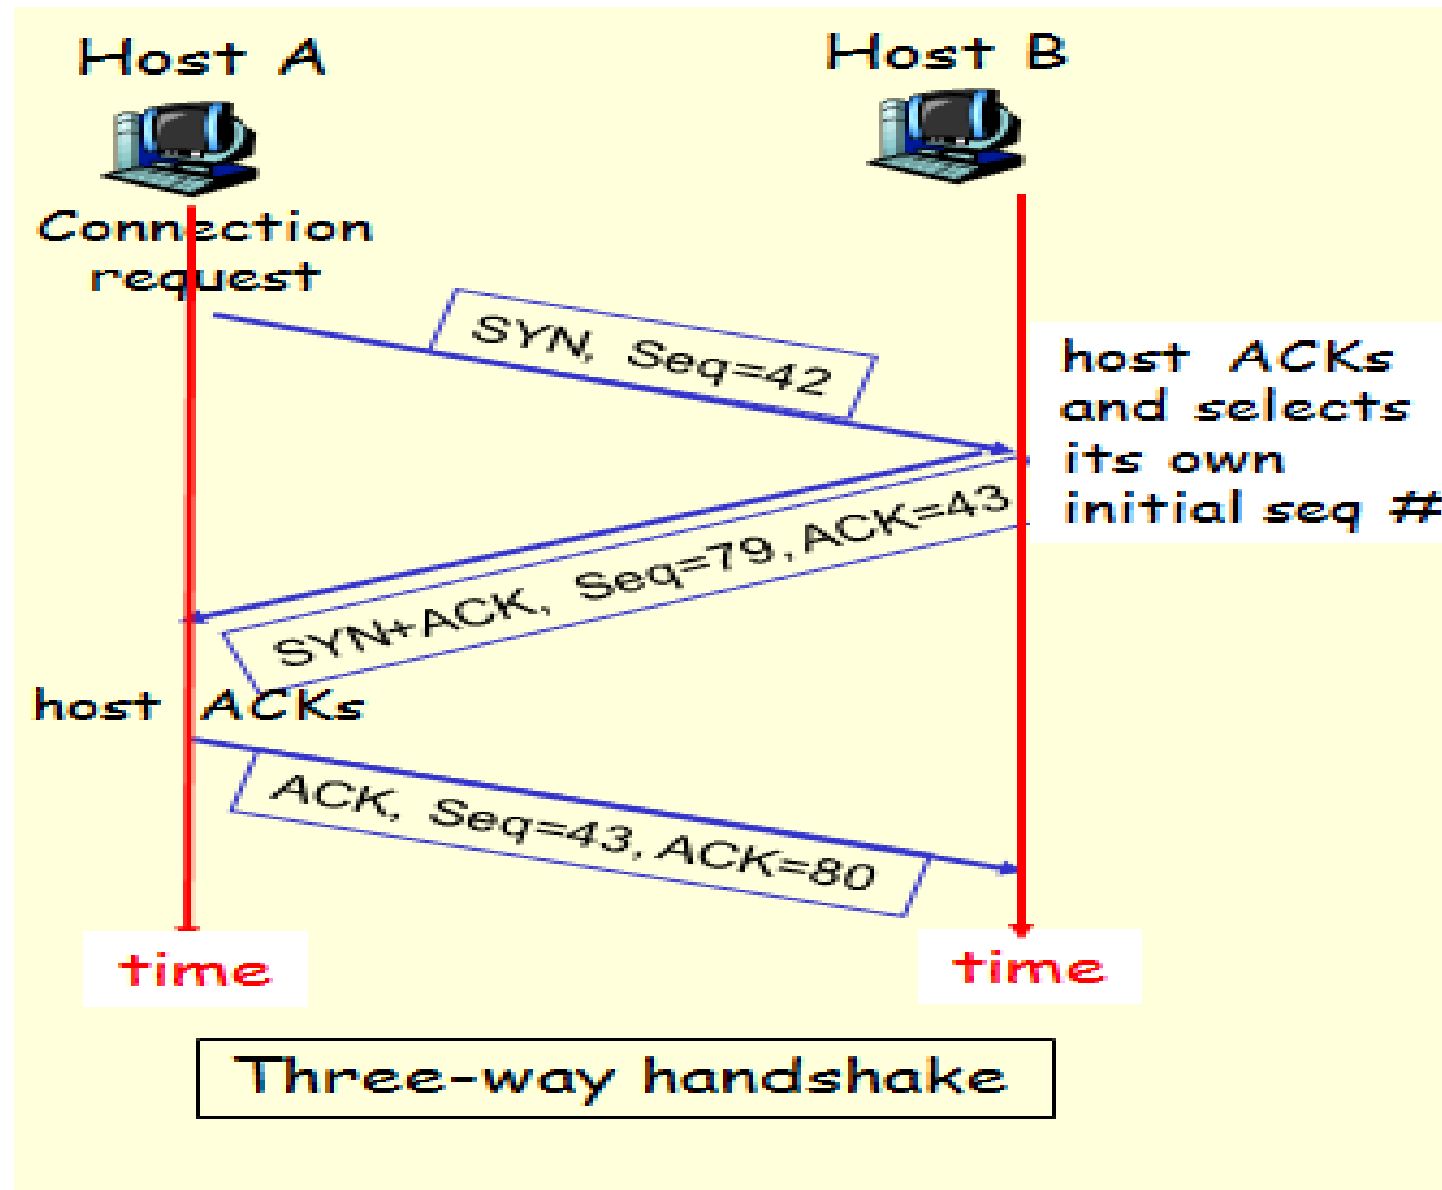 Host A
Host B
Connection
request
SYN, Seq=42
host ACKs
and selects
its own
initial seq #
SYN+ACK, Seq=79, ACK=43
host ACKs
ACK, Seq=43, ACK=80
time
time
Three-way handshake